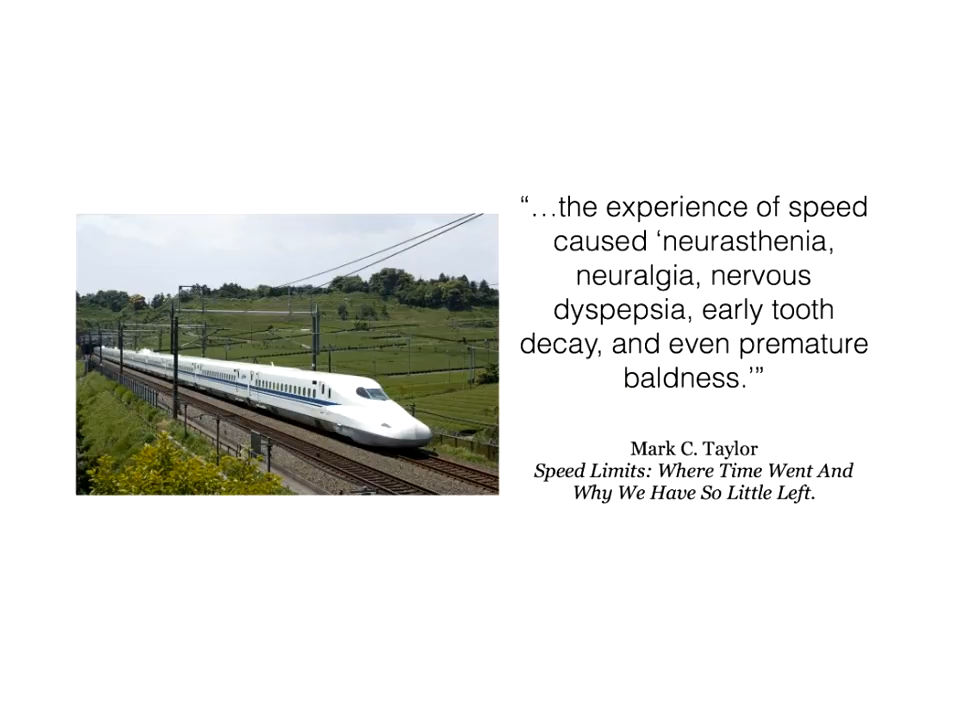 “…the experience of speed
caused ‘neurasthenia,
neuralgia, nervous
dyspepsia, early tooth
decay, and even premature
baldness.’”
Mark C. Taylor
Speed Limits: Where Time Went And
Why We Have So Little Left.